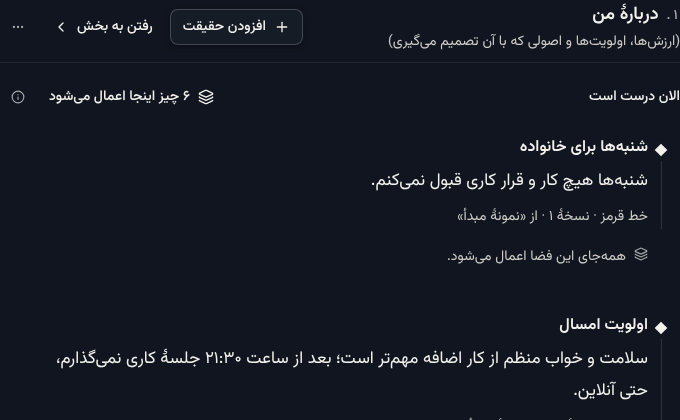 ۱. دربارهٔ من
(ارزش‌ها، اولویت‌ها و اصولی که با آن تصمیم می‌گیری)
افزودن حقیقت
رفتن به بخش
الان درست است
۶ چیز اینجا اعمال می‌شود
شنبه‌ها برای خانواده
شنبه‌ها هیچ کار و قرار کاری قبول نمی‌کنم.
خط قرمز · نسخهٔ ۱ · از «نمونهٔ مبدأ»
همه‌جای این فضا اعمال می‌شود.
اولویت امسال
سلامت و خواب منظم از کار اضافه مهم‌تر است؛ بعد از ساعت ۲۱:۳۰ جلسهٔ کاری نمی‌گذارم،
حتی آنلاین.